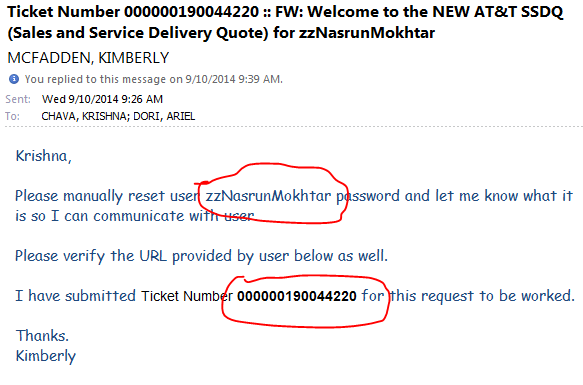 Ticket Number 000000190044220 :: FW: Welcome to the NEW AT&T SSDQ
(Sales and Service Delivery Quote) for zzNasrunMokhtar
MCFADDEN, KIMBERLY
You replied to this message on 9/10/2014 9:39 AM.
Sent: Wed 9/10/2014 9:26 AM
To: CHAVA, KRISHNA; DORI, ARIEL
Krishna,
Please manually reset user zzNasrunMokhtar password and let me know what it
is so I can communicate with user
Please verify the URL provided by user below as well.
I have submitted Ticket Number 000000190044220 for this request to be worked.
Thanks.
Kimberly